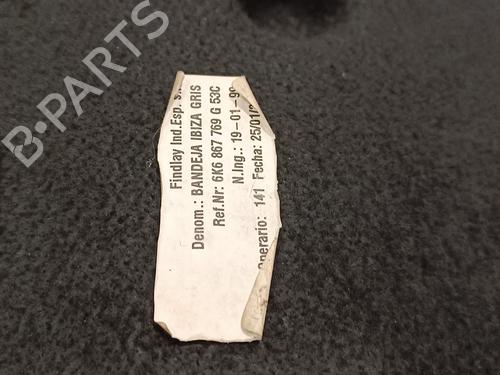 Findlay Ind.Esp.
Denom.: BANDEJA IBIZA GRIS
Ref.Nr: 6K6 867 769 G 53C
N.Ing.: 19-01-99
Operario: 141 Fecha: 25/01/
B-PARTS